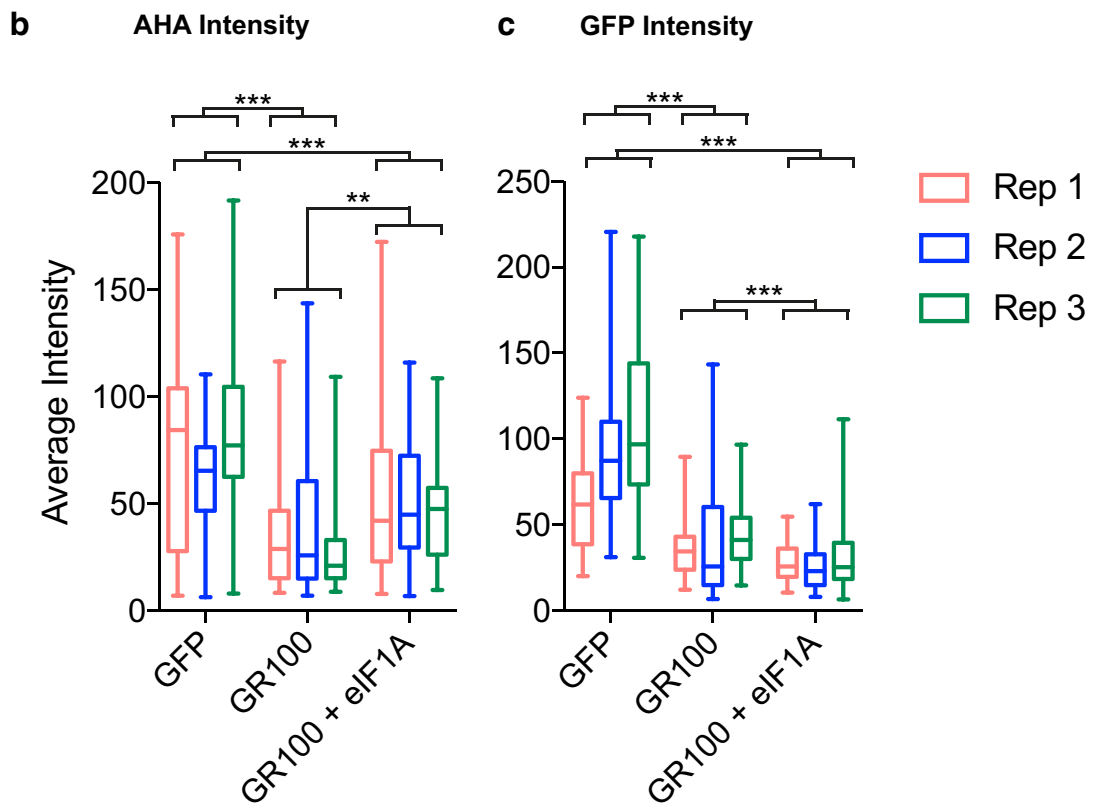 b AHA Intensity
c GFP Intensity
***
***
**
***
***
***
Average Intensity
200
150
100
50
0
250
200
150
100
50
0
GFP
GR100
GR100 + eIF1A
GFP
GR100
GR100 + eIF1A
Rep 1
Rep 2
Rep 3